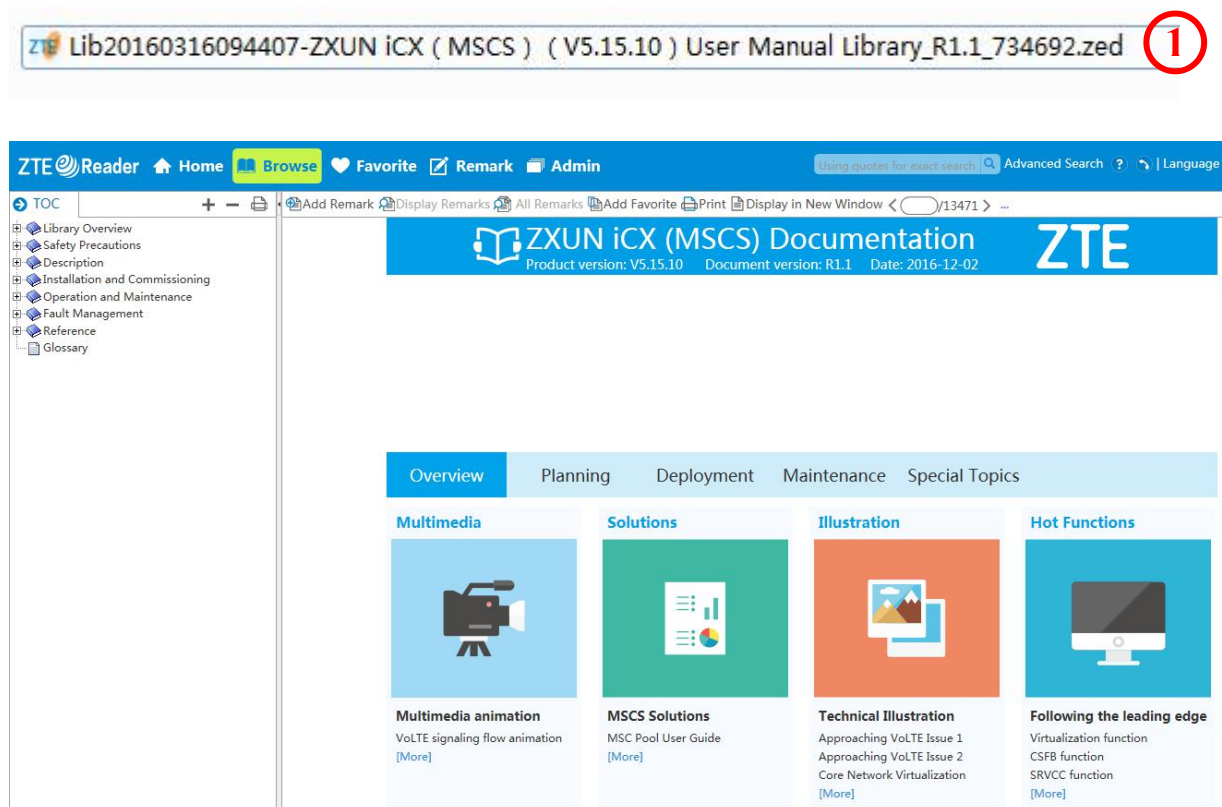 ZTE Lib20160316094407-ZXUN iCX ( MSCS ) ( V5.15.10 ) User Manual Library_R1.1_734692.zed
1
ZTE Reader Home Browse Favorite Remark Admin Using quotes for exact search Advanced Search ? | Language
TOC + − Add Remark Display Remarks All Remarks Add Favorite Print Display in New Window < /13471 > ...
Library Overview
Safety Precautions
Description
Installation and Commissioning
Operation and Maintenance
Fault Management
Reference
Glossary
ZXUN iCX (MSCS) Documentation
Product version: V5.15.10 Document version: R1.1 Date: 2016-12-02
ZTE
Overview Planning Deployment Maintenance Special Topics
Multimedia Solutions Illustration Hot Functions
Multimedia animation
VoLTE signaling flow animation
[More]
MSCS Solutions
MSC Pool User Guide
[More]
Technical Illustration
Approaching VoLTE Issue 1
Approaching VoLTE Issue 2
Core Network Virtualization
[More]
Following the leading edge
Virtualization function
CSFB function
SRVCC function
[More]